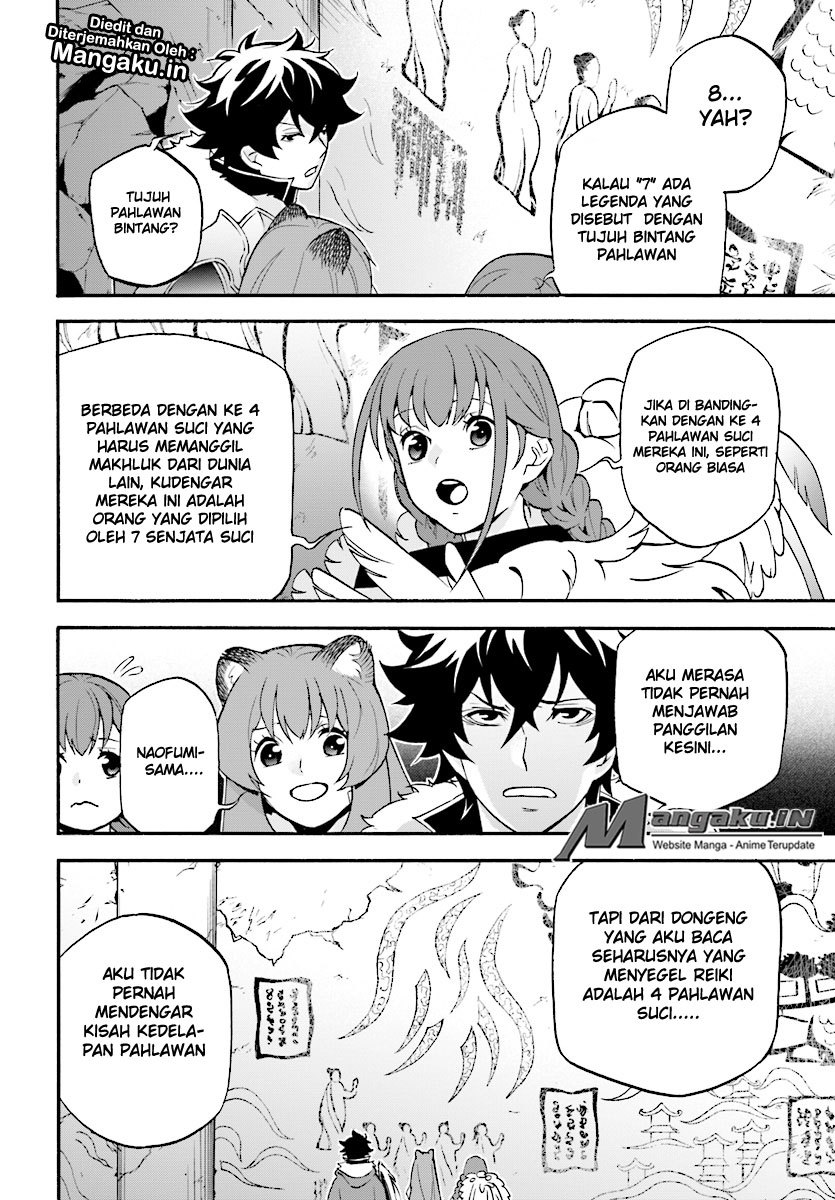 Diedit dan
Diterjemahkan Oleh :
Mangaku.in
8...
YAH?
KALAU "7" ADA
LEGENDA YANG
DISEBUT DENGAN
TUJUH BINTANG
PAHLAWAN
TUJUH
PAHLAWAN
BINTANG?
JIKA DI BANDING-
KAN DENGAN KE 4
PAHLAWAN SUCI
MEREKA INI, SEPERTI
ORANG BIASA
BERBEDA DENGAN KE 4
PAHLAWAN SUCI YANG
HARUS MEMANGGIL
MAKHLUK DARI DUNIA
LAIN, KUDENGAR
MEREKA INI ADALAH
ORANG YANG DIPILIH
OLEH 7 SENJATA SUCI
AKU MERASA
TIDAK PERNAH
MENJAWAB
PANGGILAN
KESINI...
NAOFUMI-
SAMA....
Mangaku.IN
Website Manga - Anime Terupdate
TAPI DARI DONGENG
YANG AKU BACA
SEHARUSNYA YANG
MENYEGEL REIKI
ADALAH 4 PAHLAWAN
SUCI.....
AKU TIDAK
PERNAH
MENDENGAR
KISAH KEDELA-
PAN PAHLAWAN